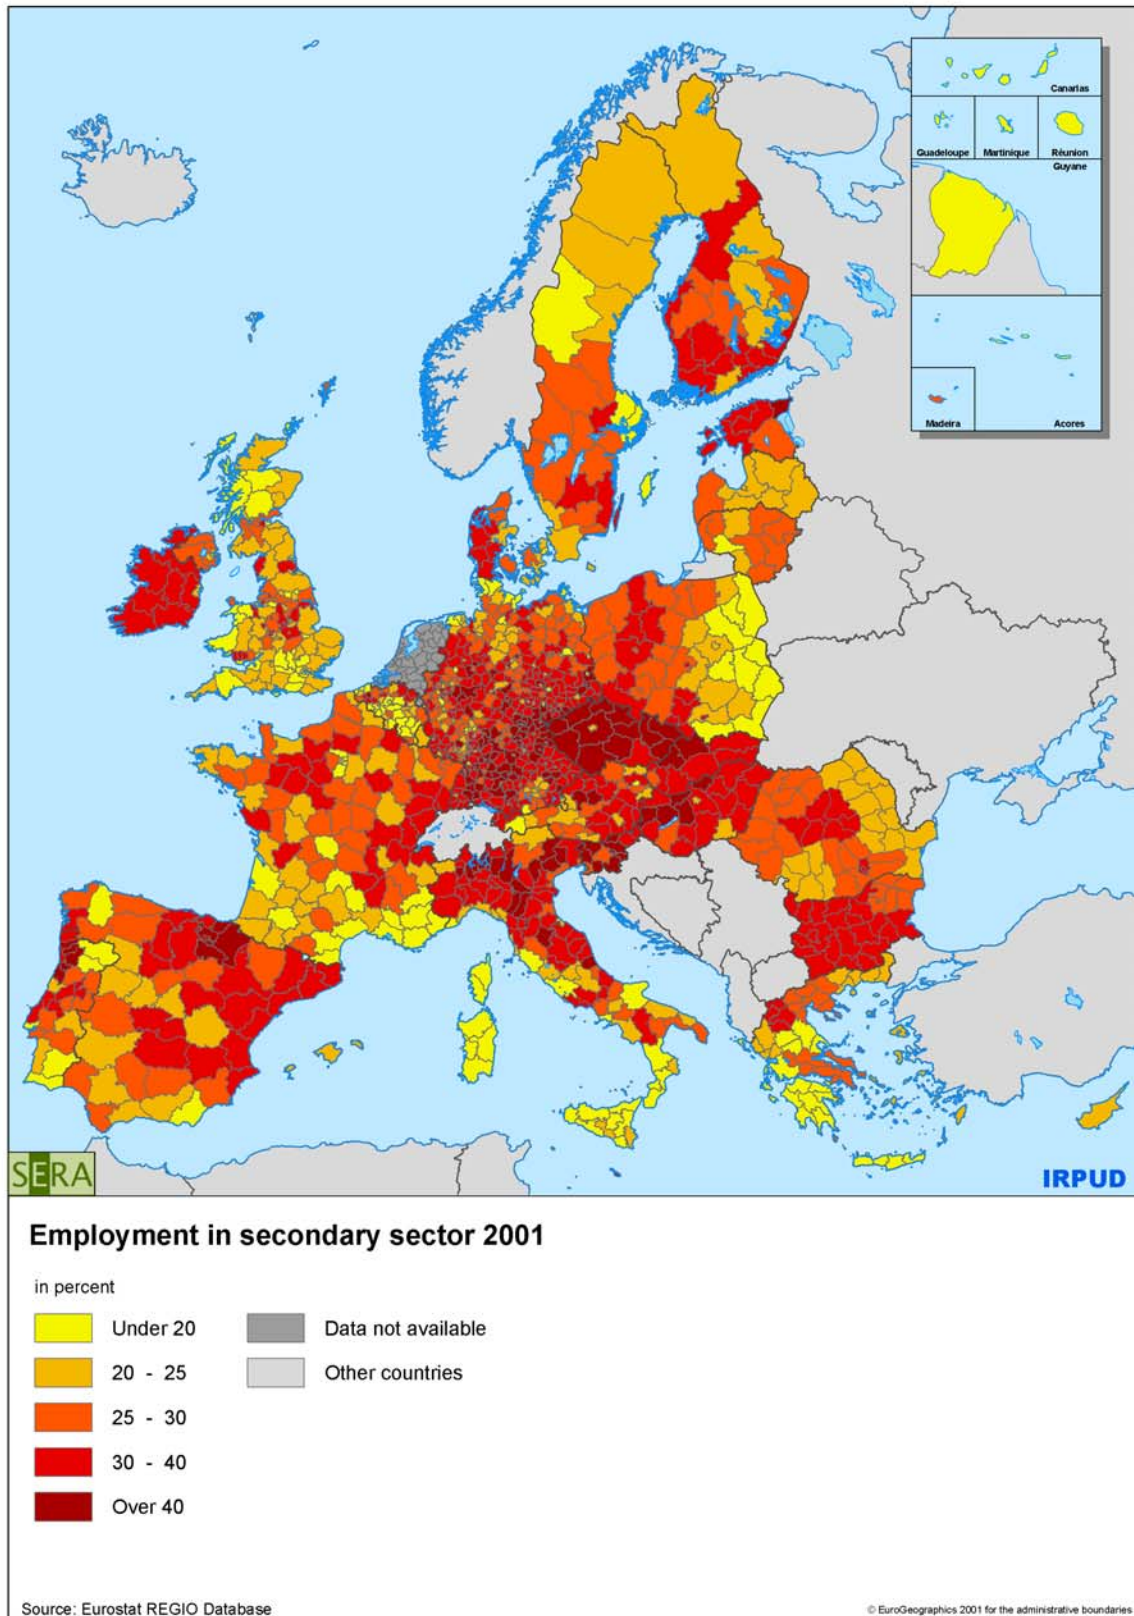 Canarias
Guadeloupe
Martinique
Réunion
Guyane
Madeira
Acores
SERA
IRPUD
Employment in secondary sector 2001
in percent
Under 20
Data not available
20 - 25
Other countries
25 - 30
30 - 40
Over 40
Source: Eurostat REGIO Database
© EuroGeographics 2001 for the administrative boundaries